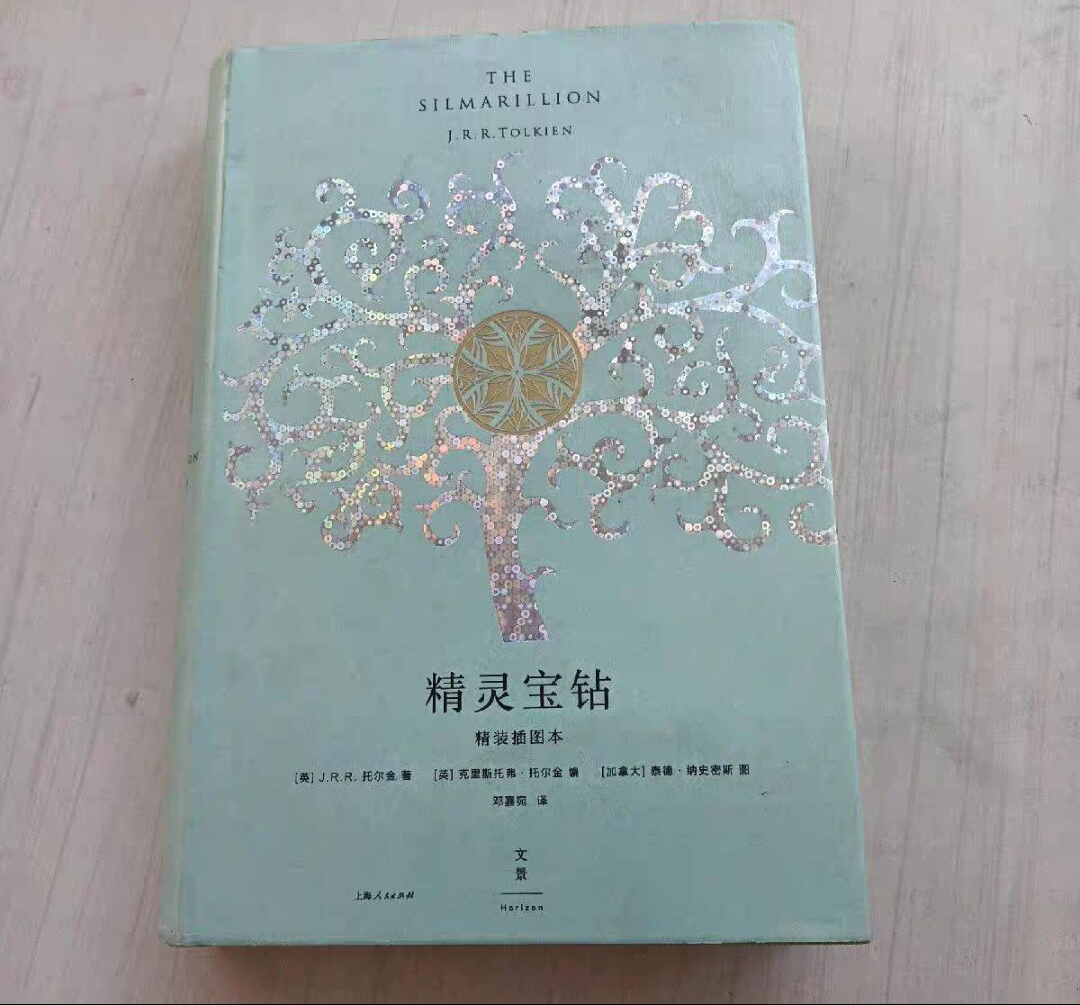 THE
SILMARILLION
J.R.R.TOLKIEN
精灵宝钻
精装插图本
[英] J.R.R. 托尔金 著 [英] 克里斯托弗·托尔金 编 [加拿大] 泰德·纳史密斯 图
邓嘉宛 译
文
景
上海人民出版社
Horizon